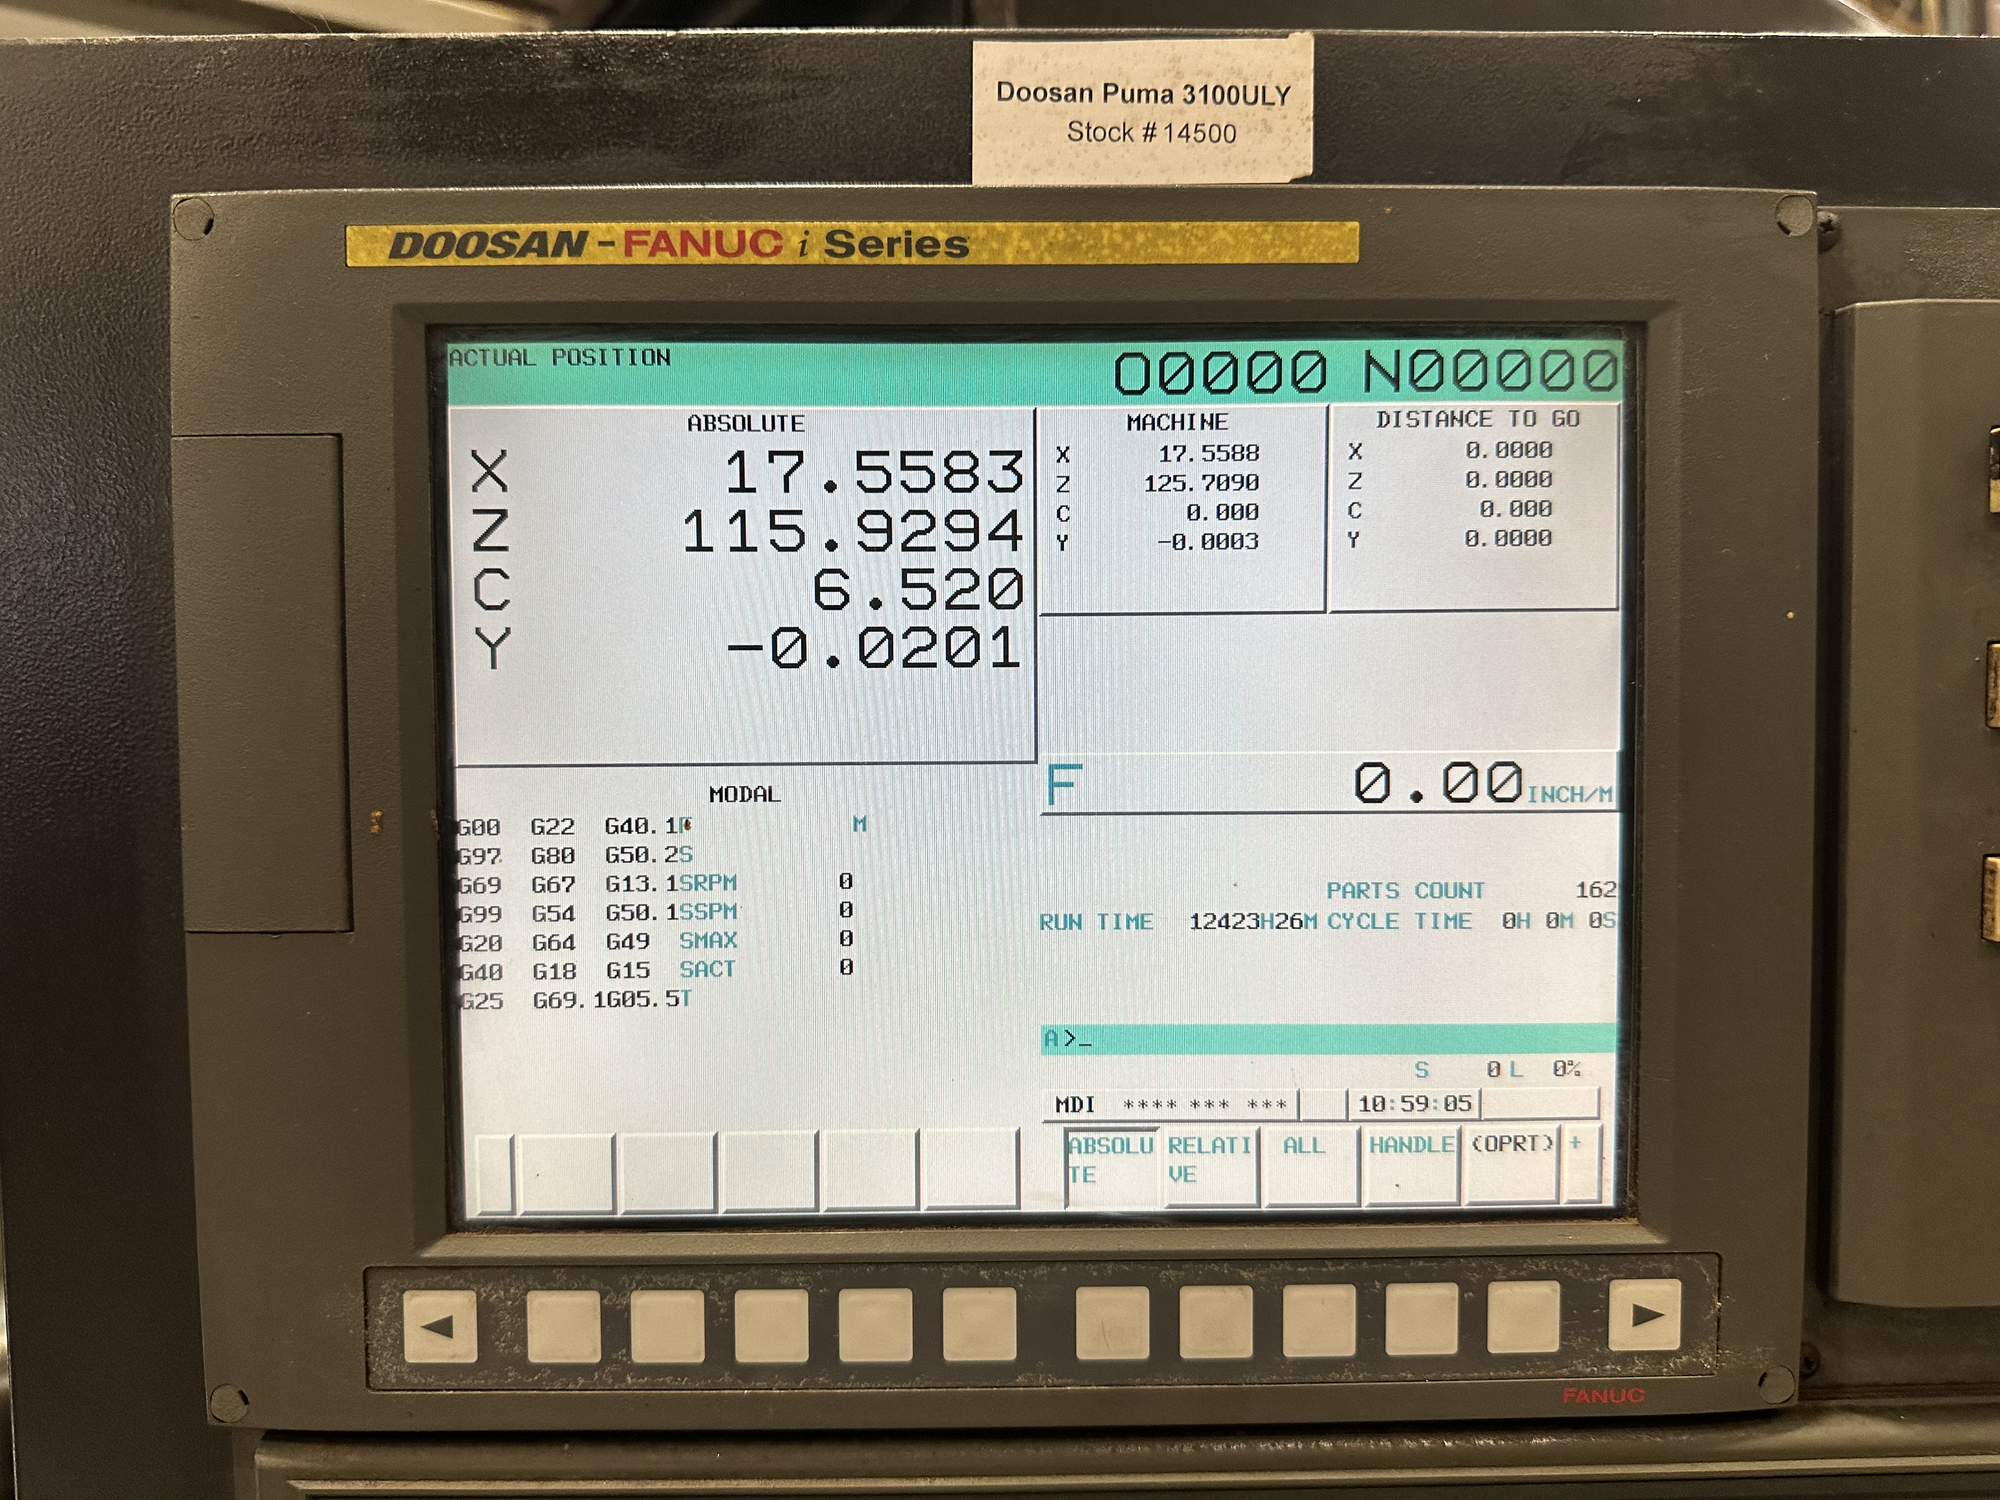 Doosan Puma 3100ULY
Stock # 14500
DOOSAN-FANUC i Series
ACTUAL POSITION O0000 N00000
ABSOLUTE
X 17.5583
Z 115.9294
C 6.520
Y -0.0201
MACHINE
X 17.5588
Z 125.7090
C 0.000
Y -0.0003
DISTANCE TO GO
X 0.0000
Z 0.0000
C 0.000
Y 0.0000
F 0.00 INCH/M
MODAL
G00 G22 G40.1 F M
G97 G80 G50.2 S
G69 G67 G13.1 SRPM 0
G99 G54 G50.1 SSPM 0
G20 G64 G49 SMAX 0
G40 G18 G15 SACT 0
G25 G69.1 G05.5 T
PARTS COUNT 162
RUN TIME 12423H26M CYCLE TIME 0H 0M 0S
A>_
S 0 L 0%
MDI **** *** *** 10:59:05
ABSOLUTE RELATIVE ALL HANDLE (OPRT) +
FANUC